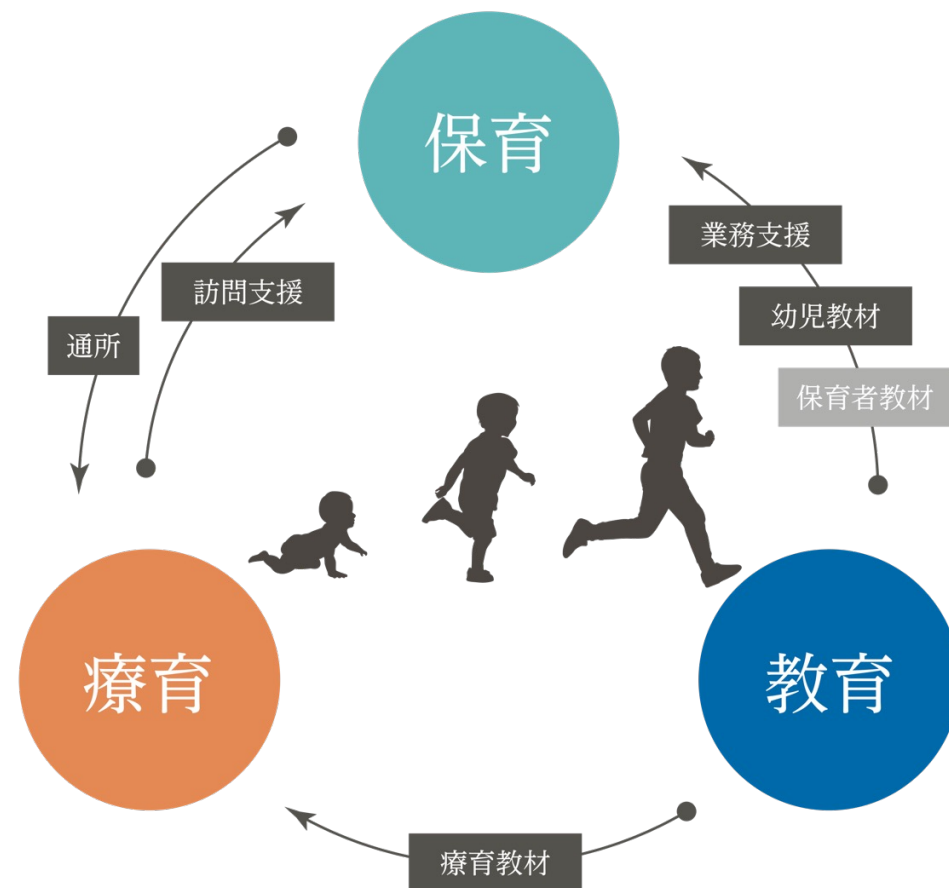 保育
業務支援
訪問支援
幼児教材
通所
保育者教材
療育
教育
療育教材